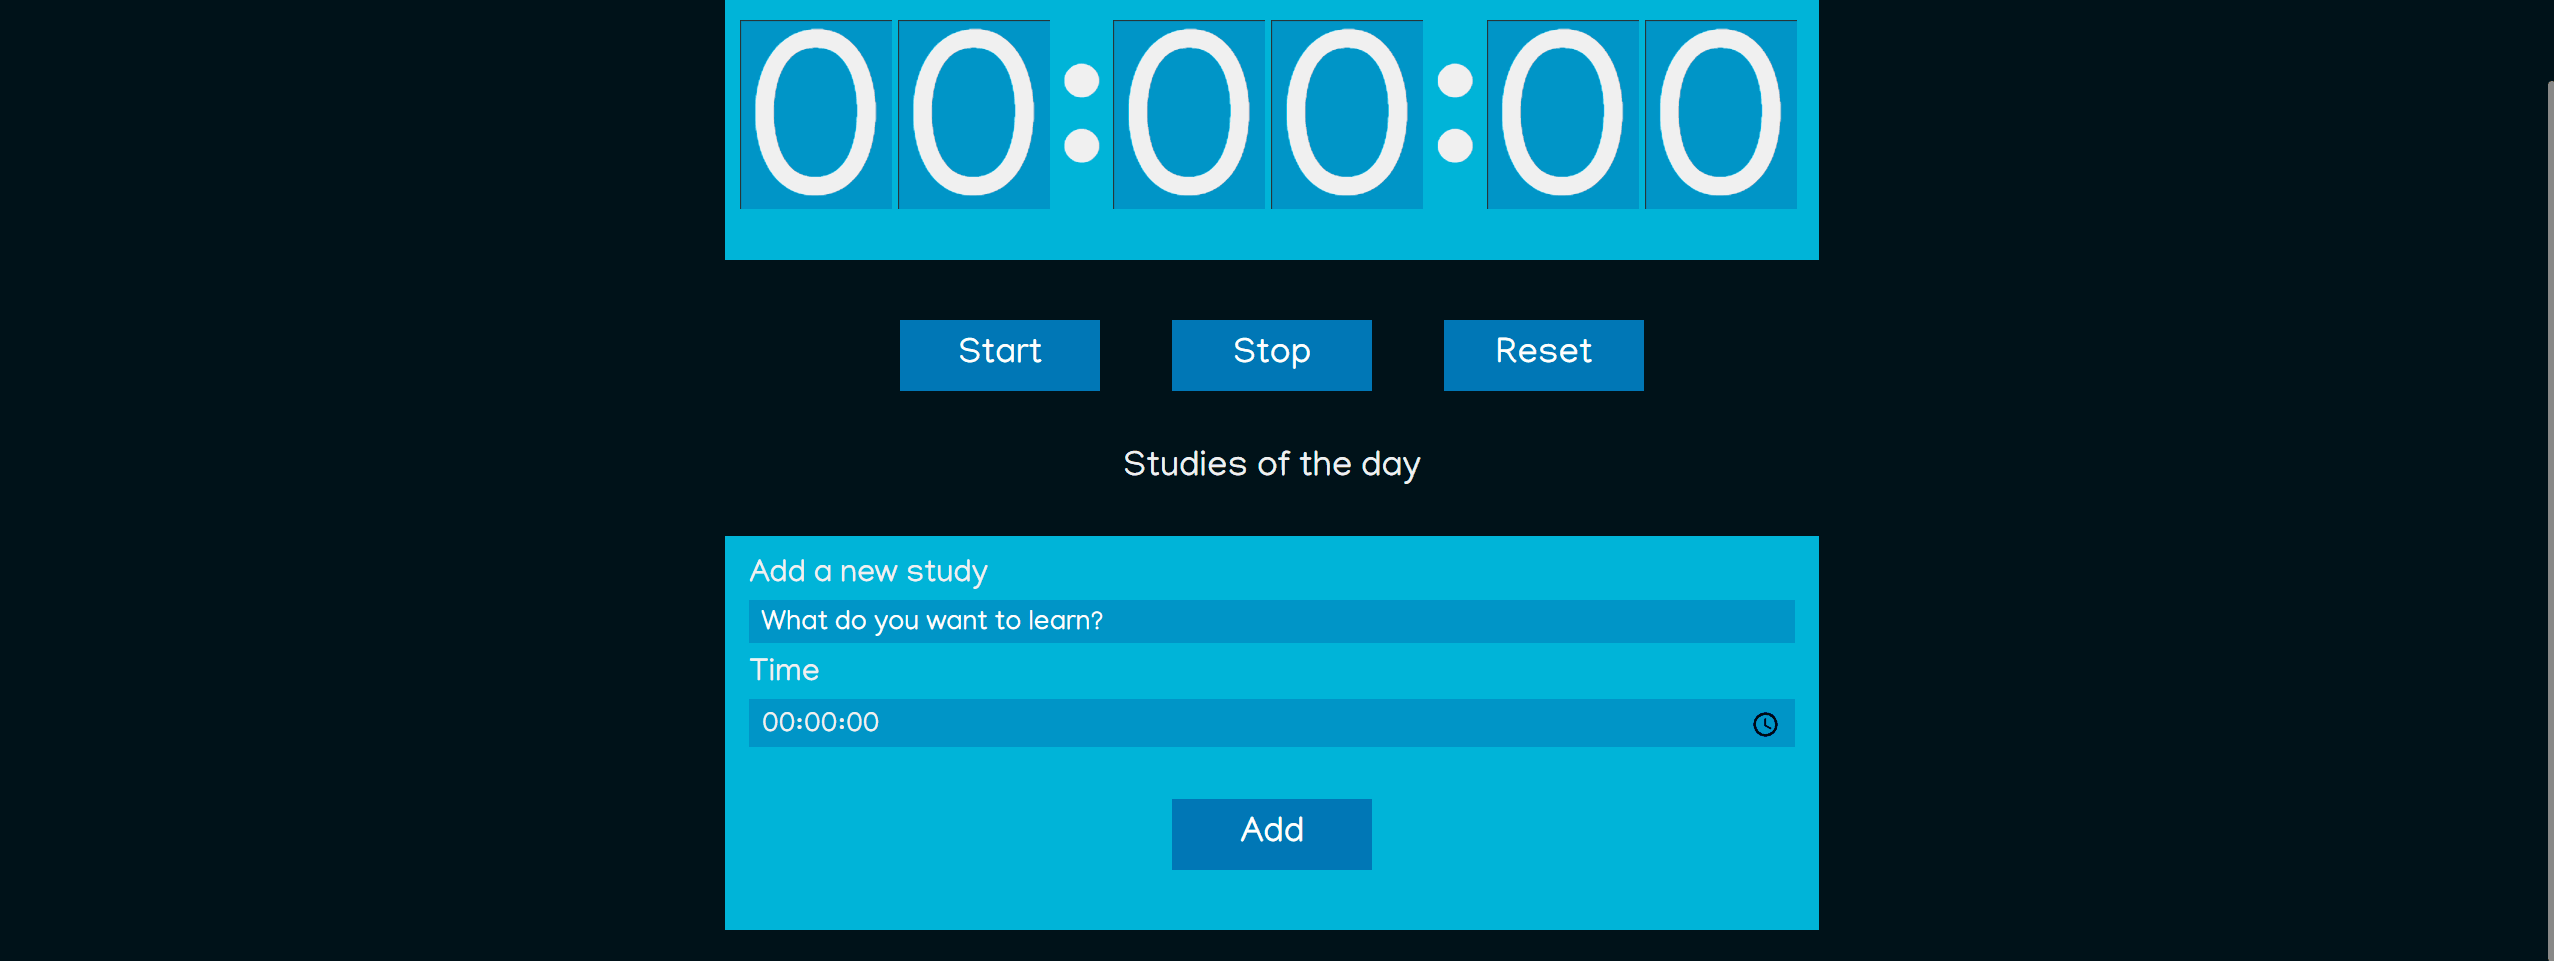 00:00:00
Start Stop Reset
Studies of the day
Add a new study
What do you want to learn?
Time
00:00:00
Add